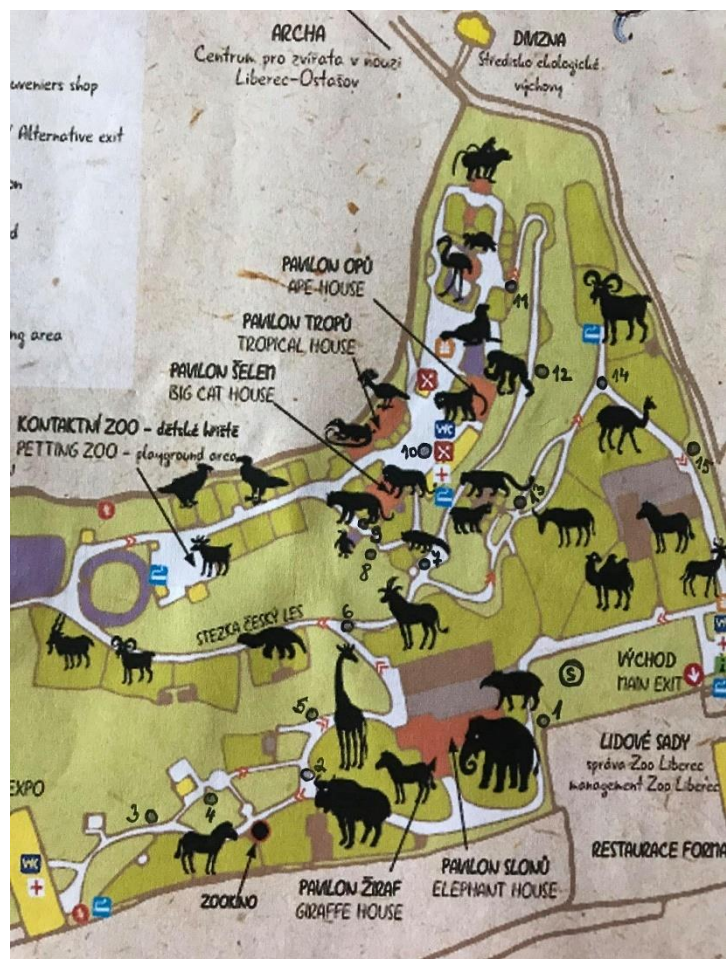 ARCHA
Centrum pro zvířata v nouzi
Liberec-Ostašov
DIVIZNA
Středisko ekologické
výchovy
uveniers shop
Alternative exit
on
d
ng area
PAVILON OPŮ
APE HOUSE
11
PAVILON TROPŮ
TROPICAL HOUSE
12
14
PAVILON ŠELEM
BIG CAT HOUSE
KONTAKTNÍ ZOO - dětské hřiště
PETTING ZOO - playground area
WC
10
15
9
8
7
6
STEZKA ČESKÝ LES
S
VÝCHOD
MAIN EXIT
5
1
LIDOVÉ SADY
správa Zoo Liberec
management Zoo Liberec
2
EXPO
3
4
RESTAURACE FORMA
WC
ZOOKINO
PAVILON ŽIRAF
GIRAFFE HOUSE
PAVILON SLONŮ
ELEPHANT HOUSE